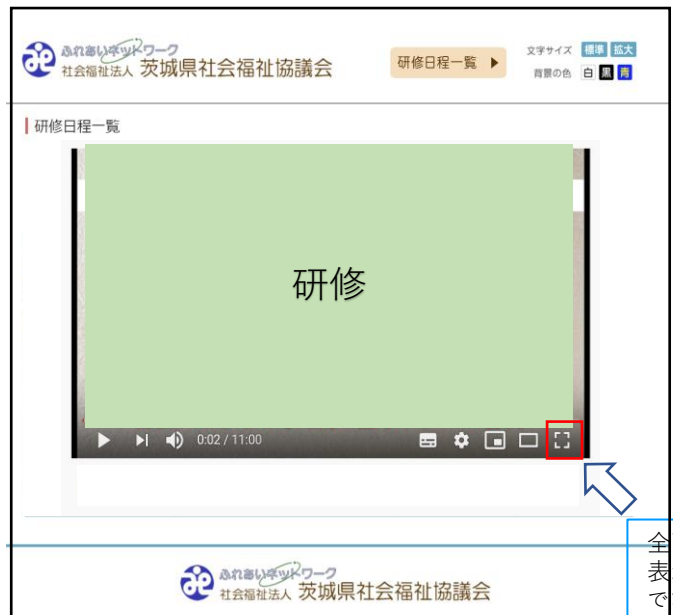 ふれあいネットワーク
社会福祉法人 茨城県社会福祉協議会
研修日程一覧 ▶
文字サイズ 標準 拡大
背景の色 白 黒 青
研修日程一覧
研修
0:02 / 11:00
全
表
で
ふれあいネットワーク
社会福祉法人 茨城県社会福祉協議会